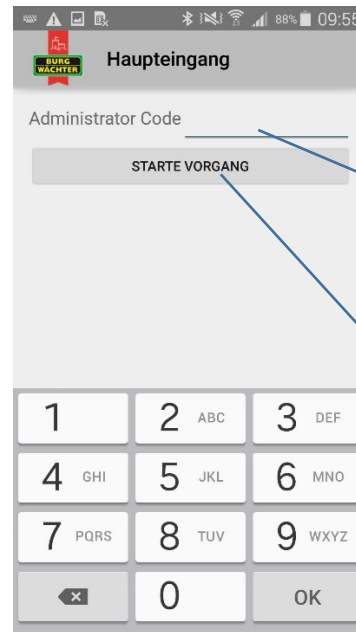 88% 09:55
BURG
WÄCHTER
Haupteingang
Administrator Code
STARTE VORGANG
1 2 ABC 3 DEF
4 GHI 5 JKL 6 MNO
7 PQRS 8 TUV 9 WXYZ
0 OK